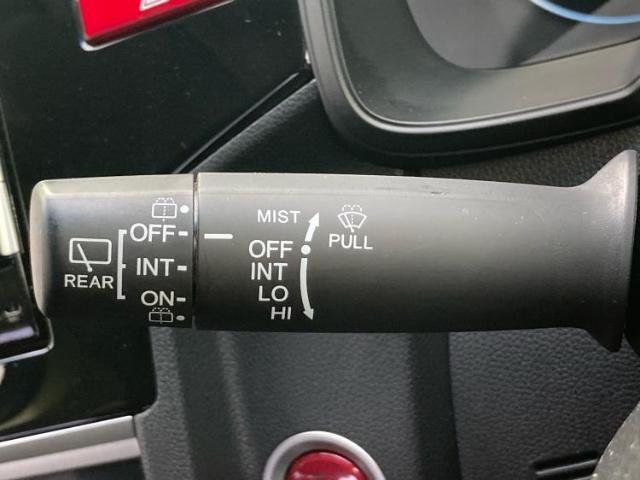 REAR
OFF
INT
ON
MIST
OFF
INT
LO
HI
PULL